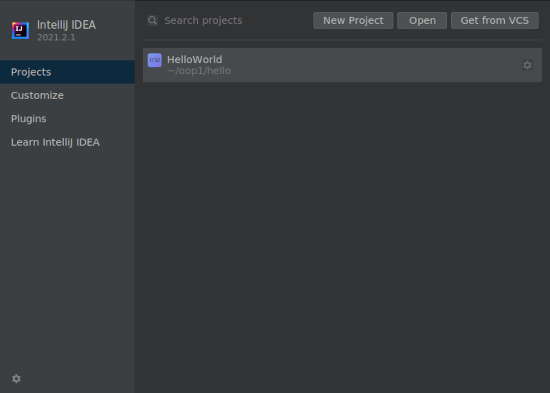 IntelliJ IDEA
2021.2.1
Projects
Customize
Plugins
Learn IntelliJ IDEA
Search projects
New Project
Open
Get from VCS
HW
HelloWorld
~/oop1/hello